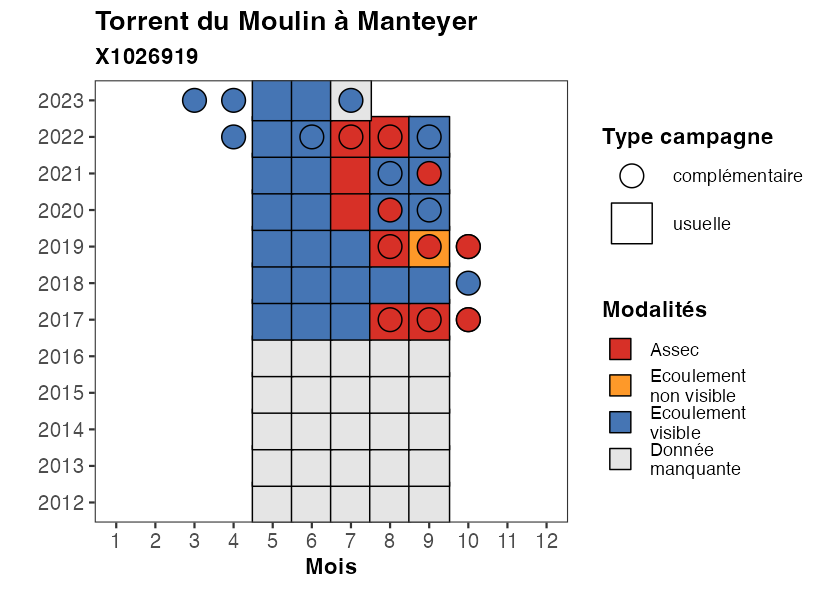 Torrent du Moulin à Manteyer
X1026919
2023
2022
2021
2020
2019
2018
2017
2016
2015
2014
2013
2012
1 2 3 4 5 6 7 8 9 10 11 12
Mois
Type campagne
complémentaire
usuelle
Modalités
Assec
Ecoulement
non visible
Ecoulement
visible
Donnée
manquante